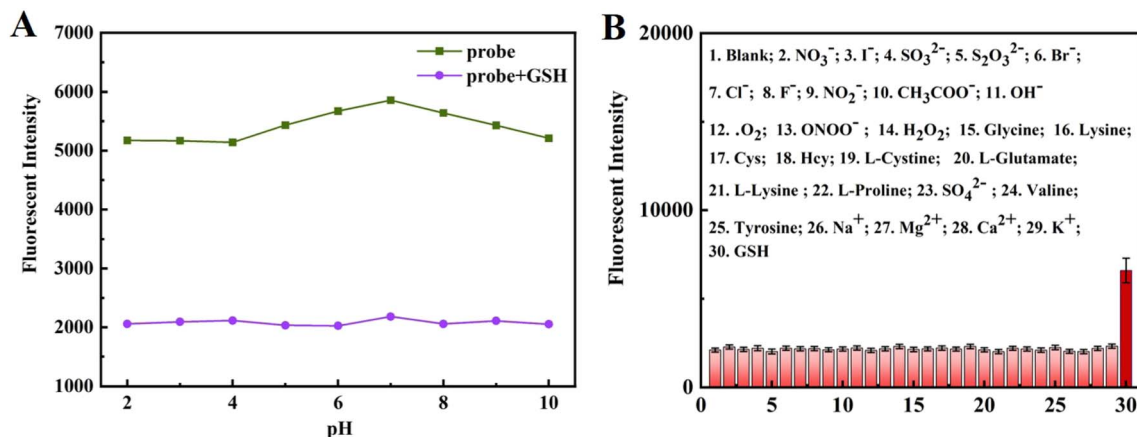 A
7000
6000
5000
4000
3000
2000
1000
Fluorescent Intensity
probe
probe+GSH
2 4 6 8 10
pH
B
20000
10000
0
Fluorescent Intensity
1. Blank; 2. NO₃⁻; 3. I⁻; 4. SO₃²⁻; 5. S₂O₃²⁻; 6. Br⁻;
7. Cl⁻; 8. F⁻; 9. NO₂⁻; 10. CH₃COO⁻; 11. OH⁻
12. .O₂; 13. ONOO⁻; 14. H₂O₂; 15. Glycine; 16. Lysine;
17. Cys; 18. Hcy; 19. L-Cystine; 20. L-Glutamate;
21. L-Lysine ; 22. L-Proline; 23. SO₄²⁻ ; 24. Valine;
25. Tyrosine; 26. Na⁺; 27. Mg²⁺; 28. Ca²⁺; 29. K⁺;
30. GSH
0 5 10 15 20 25 30